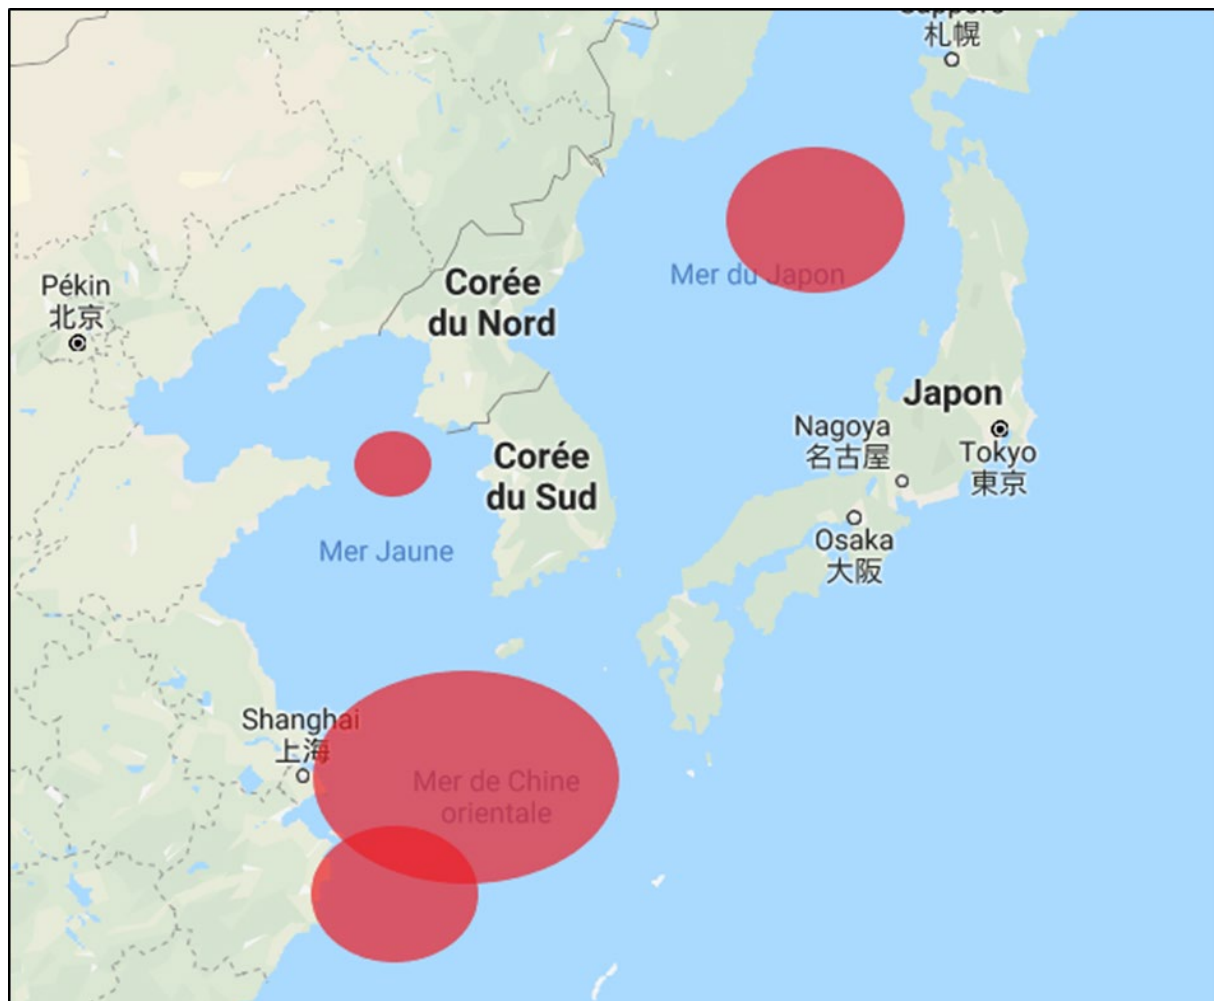 札幌
Pékin
北京
Corée
du Nord
Mer du Japon
Japon
Nagoya
名古屋
Tokyo
東京
Corée
du Sud
Osaka
大阪
Mer Jaune
Shanghai
上海
Mer de Chine
orientale